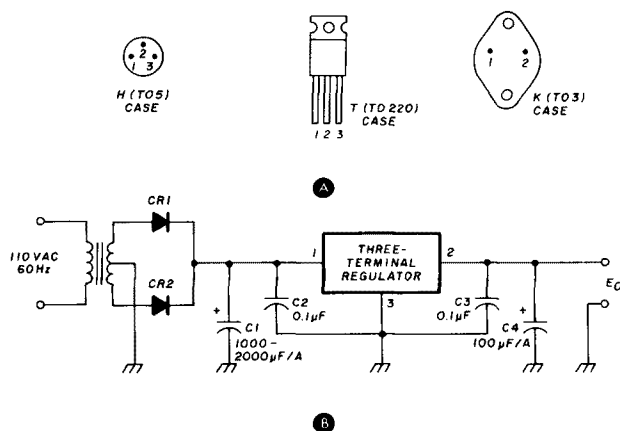 2
1 3
H (TO5)
CASE
T (TO 220)
CASE
1 2 3
1 2
K (TO3)
CASE
A
110 VAC
60Hz
CR1
CR2
+
C1
1000-
2000µF/A
C2
0.1µF
1
THREE-
TERMINAL
REGULATOR
2
3
C3
0.1µF
+
C4
100µF/A
EO
B